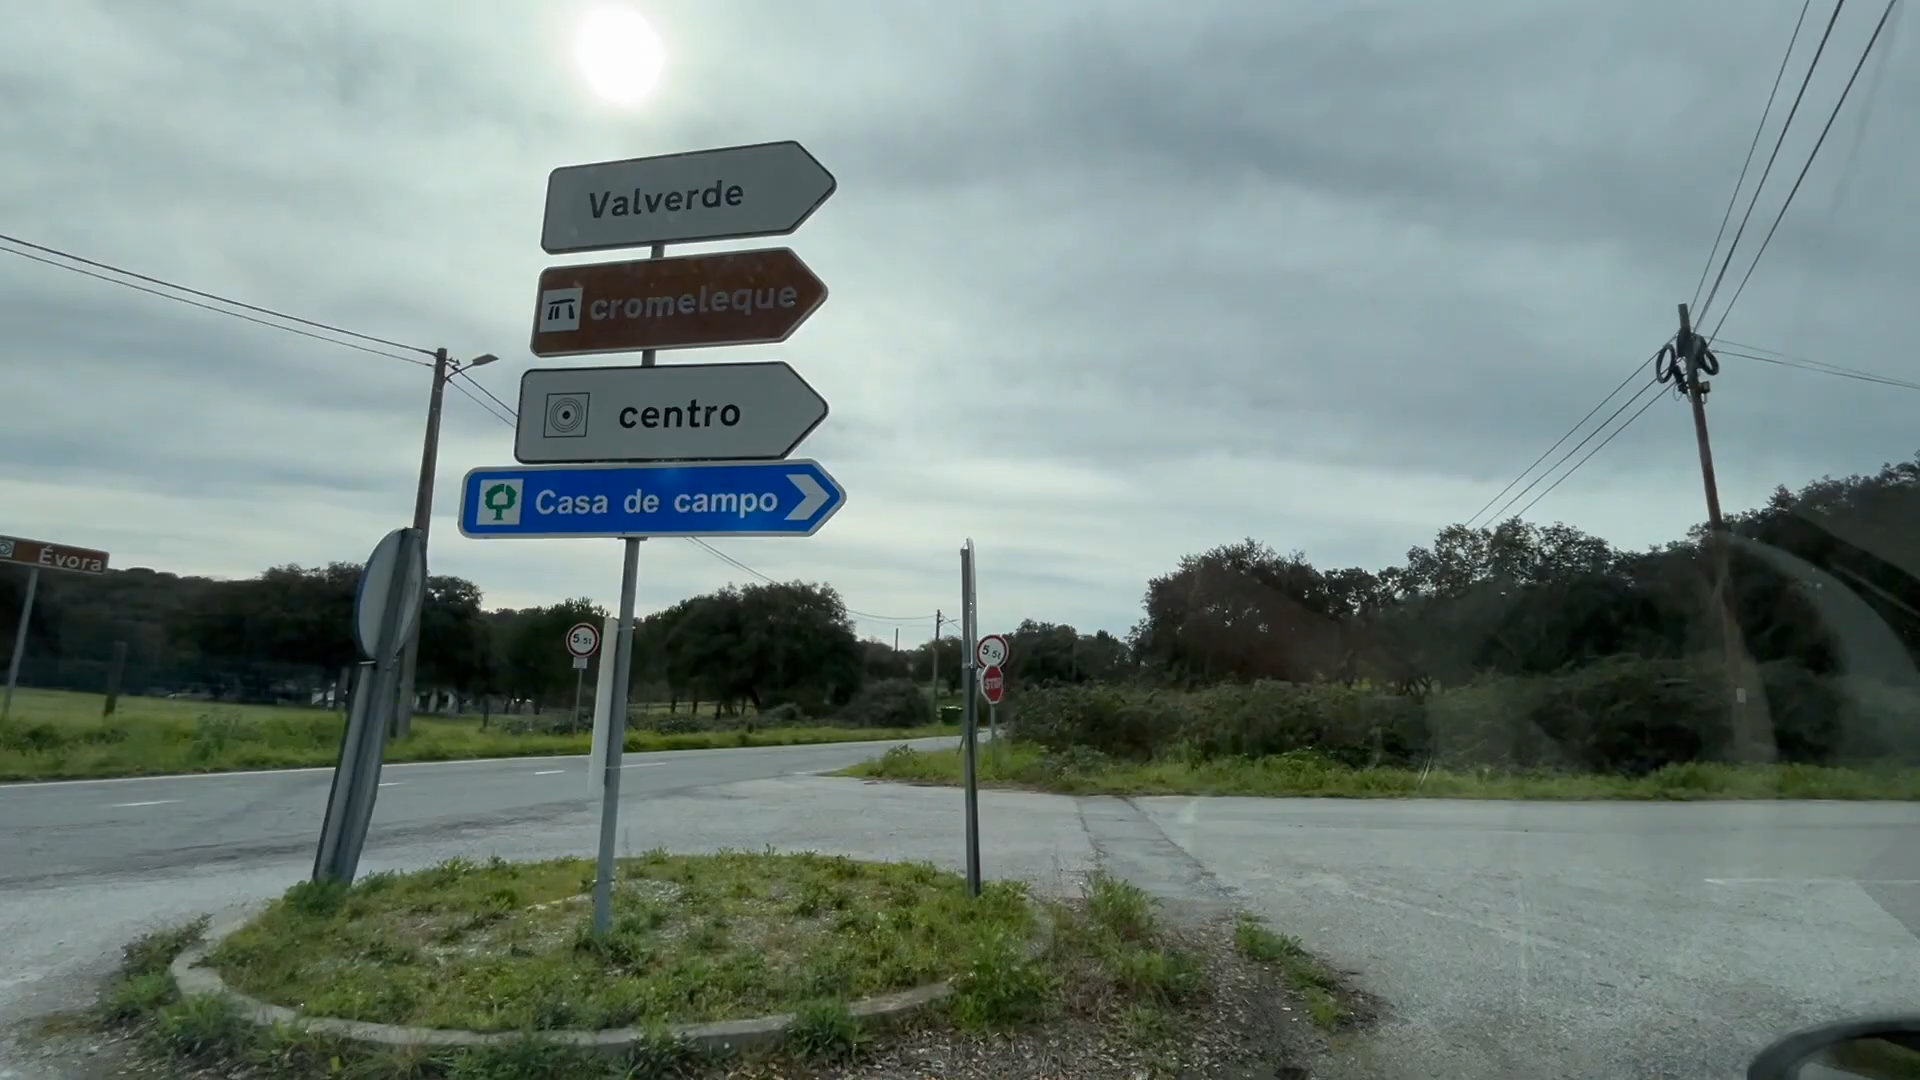 Valverde
cromeleque
centro
Casa de campo
Évora
5.5t
5.5t
STOP